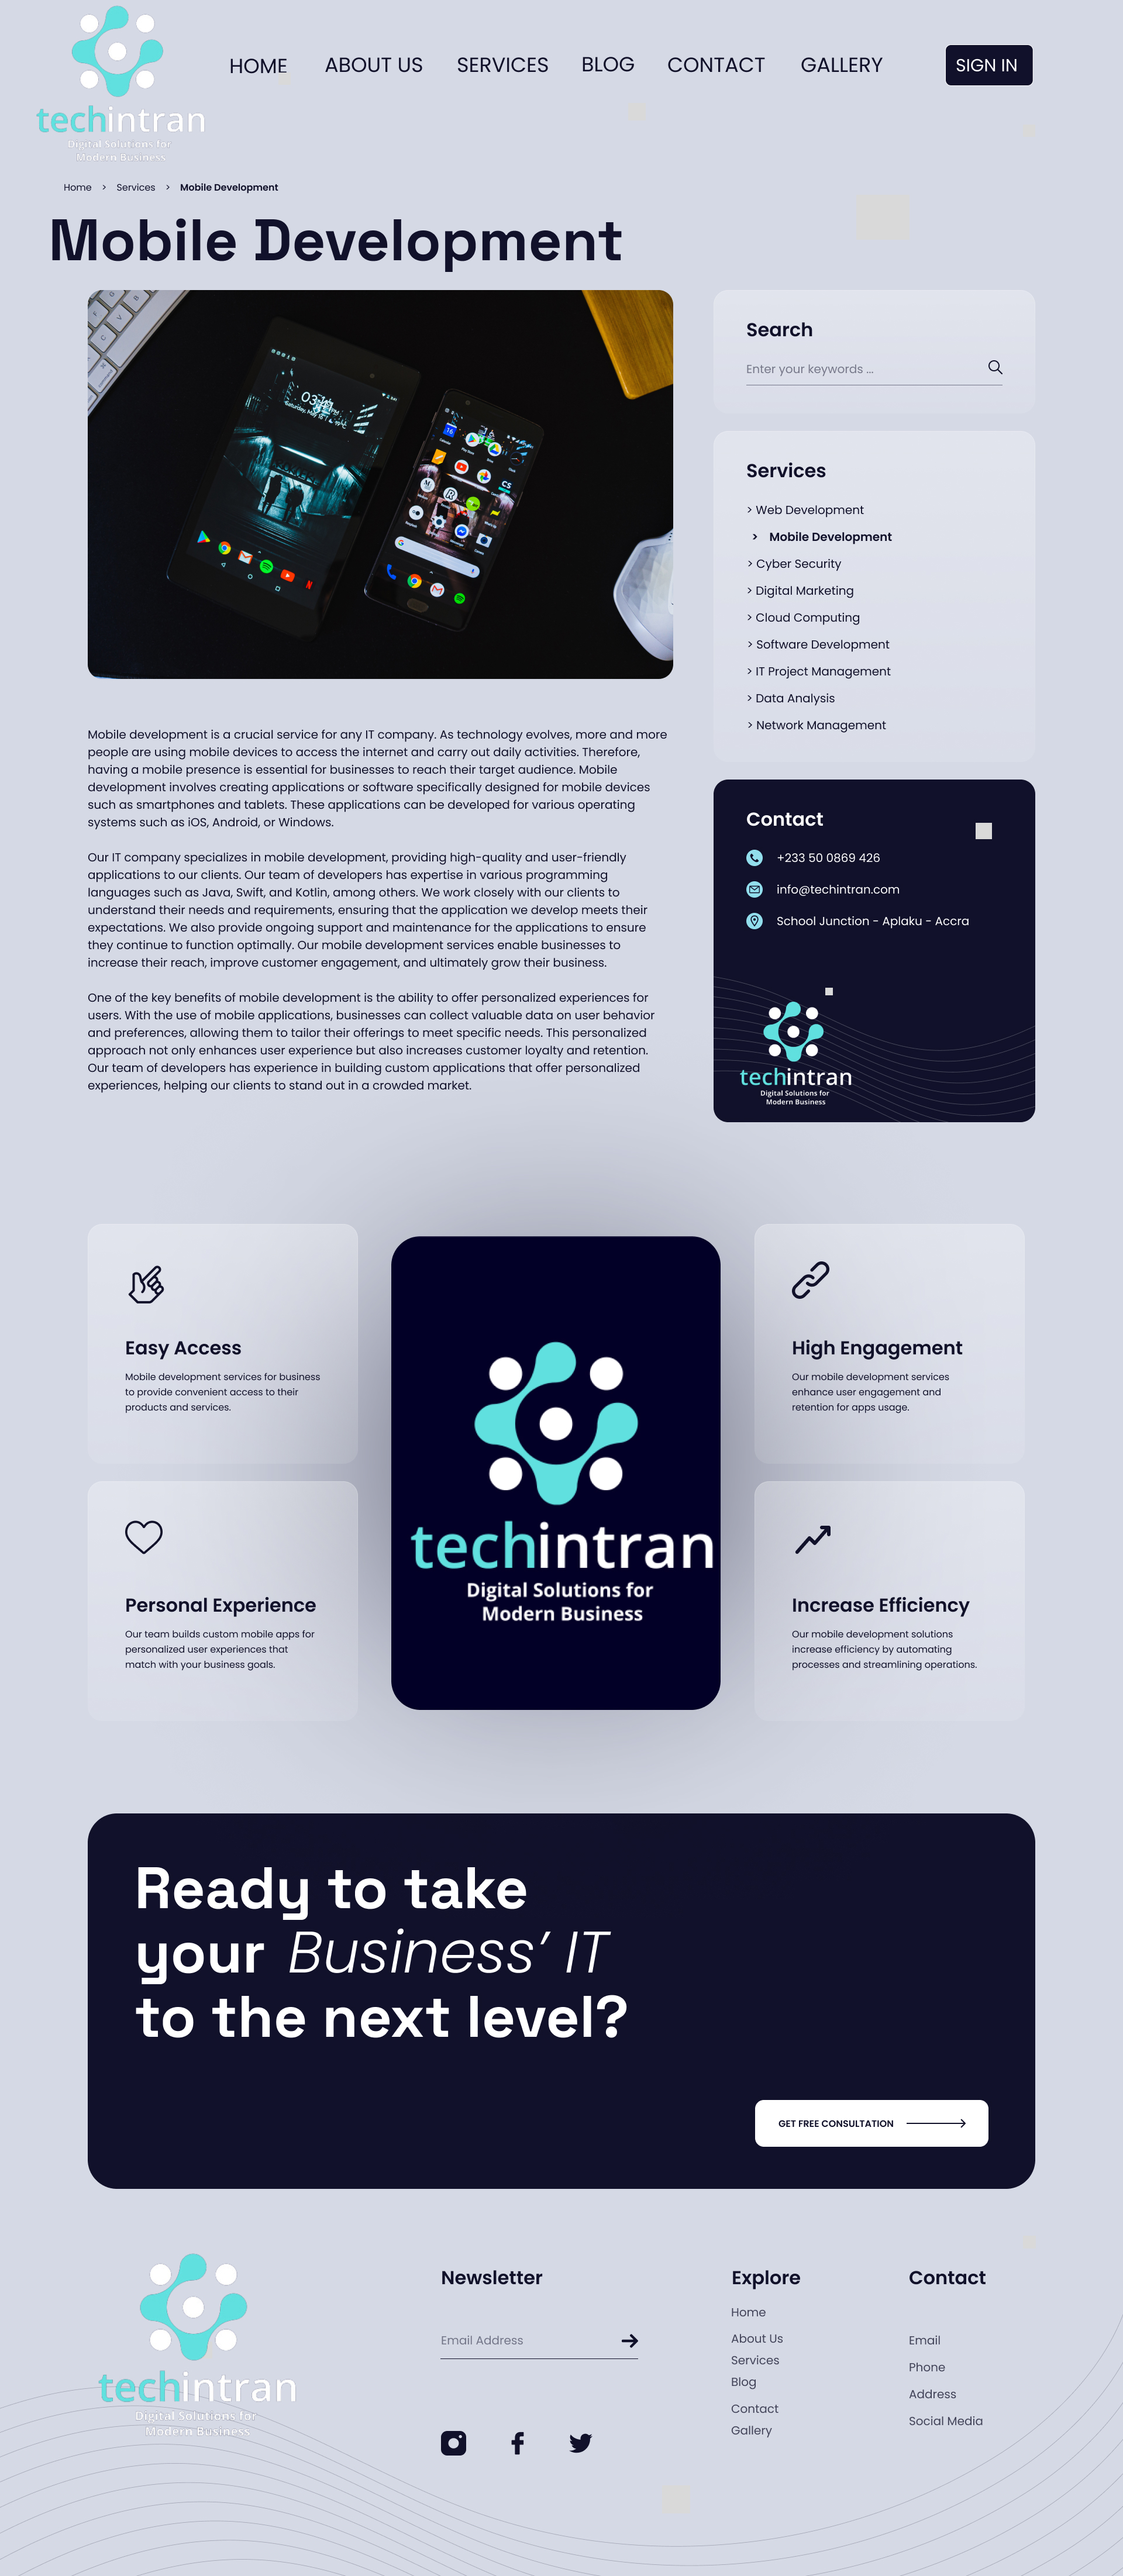 techintran
Digital Solutions for
Modern Business
HOME
ABOUT US
SERVICES
BLOG
CONTACT
GALLERY
SIGN IN
Home > Services > Mobile Development
Mobile Development
Search
Enter your keywords ...
Services
> Web Development
> Mobile Development
> Cyber Security
> Digital Marketing
> Cloud Computing
> Software Development
> IT Project Management
> Data Analysis
> Network Management
Mobile development is a crucial service for any IT company. As technology evolves, more and more
people are using mobile devices to access the internet and carry out daily activities. Therefore,
having a mobile presence is essential for businesses to reach their target audience. Mobile
development involves creating applications or software specifically designed for mobile devices
such as smartphones and tablets. These applications can be developed for various operating
systems such as iOS, Android, or Windows.
Our IT company specializes in mobile development, providing high-quality and user-friendly
applications to our clients. Our team of developers has expertise in various programming
languages such as Java, Swift, and Kotlin, among others. We work closely with our clients to
understand their needs and requirements, ensuring that the application we develop meets their
expectations. We also provide ongoing support and maintenance for the applications to ensure
they continue to function optimally. Our mobile development services enable businesses to
increase their reach, improve customer engagement, and ultimately grow their business.
One of the key benefits of mobile development is the ability to offer personalized experiences for
users. With the use of mobile applications, businesses can collect valuable data on user behavior
and preferences, allowing them to tailor their offerings to meet specific needs. This personalized
approach not only enhances user experience but also increases customer loyalty and retention.
Our team of developers has experience in building custom applications that offer personalized
experiences, helping our clients to stand out in a crowded market.
Contact
+233 50 0869 426
info@techintran.com
School Junction - Aplaku - Accra
techintran
Digital Solutions for
Modern Business
Easy Access
Mobile development services for business
to provide convenient access to their
products and services.
Personal Experience
Our team builds custom mobile apps for
personalized user experiences that
match with your business goals.
techintran
Digital Solutions for
Modern Business
High Engagement
Our mobile development services
enhance user engagement and
retention for apps usage.
Increase Efficiency
Our mobile development solutions
increase efficiency by automating
processes and streamlining operations.
Ready to take
your Business’ IT
to the next level?
GET FREE CONSULTATION
techintran
Digital Solutions for
Modern Business
Newsletter
Email Address
Explore
Home
About Us
Services
Blog
Contact
Gallery
Contact
Email
Phone
Address
Social Media